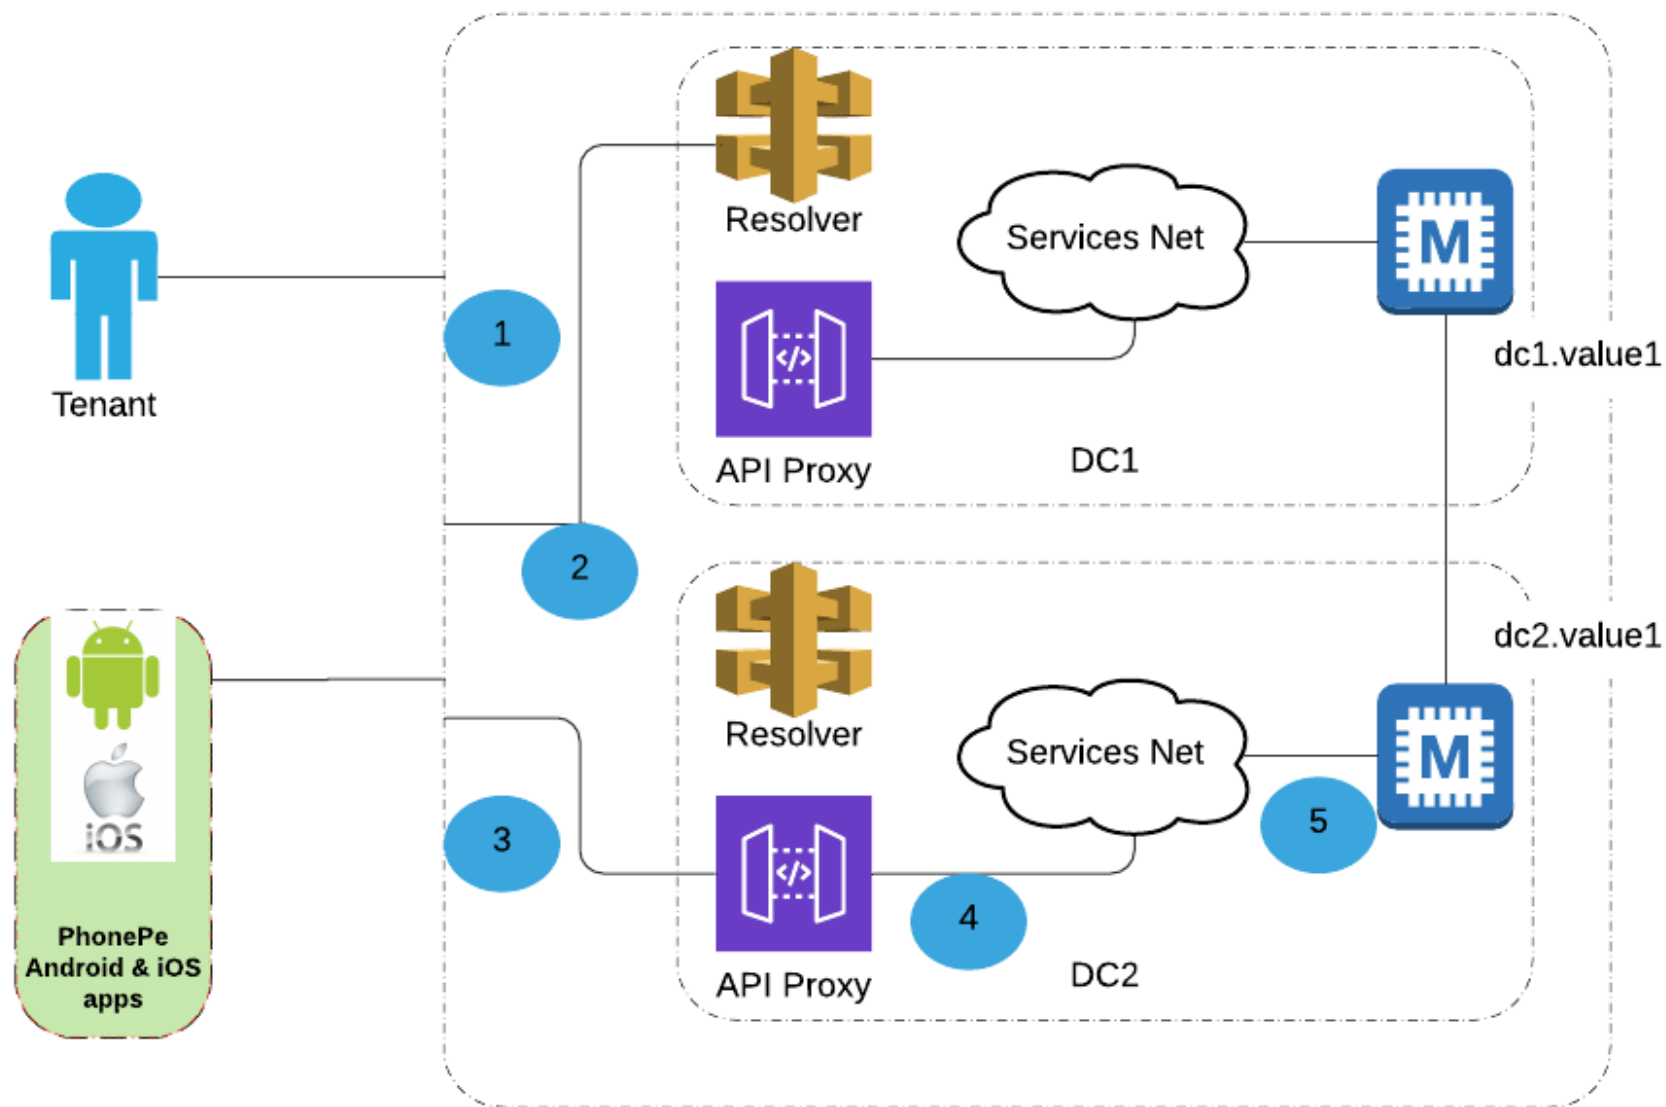 Resolver
Services Net
M
1
dc1.value1
Tenant
API Proxy
DC1
2
Resolver
dc2.value1
Services Net
M
iOS
3
5
4
PhonePe
Android & iOS
apps
API Proxy
DC2